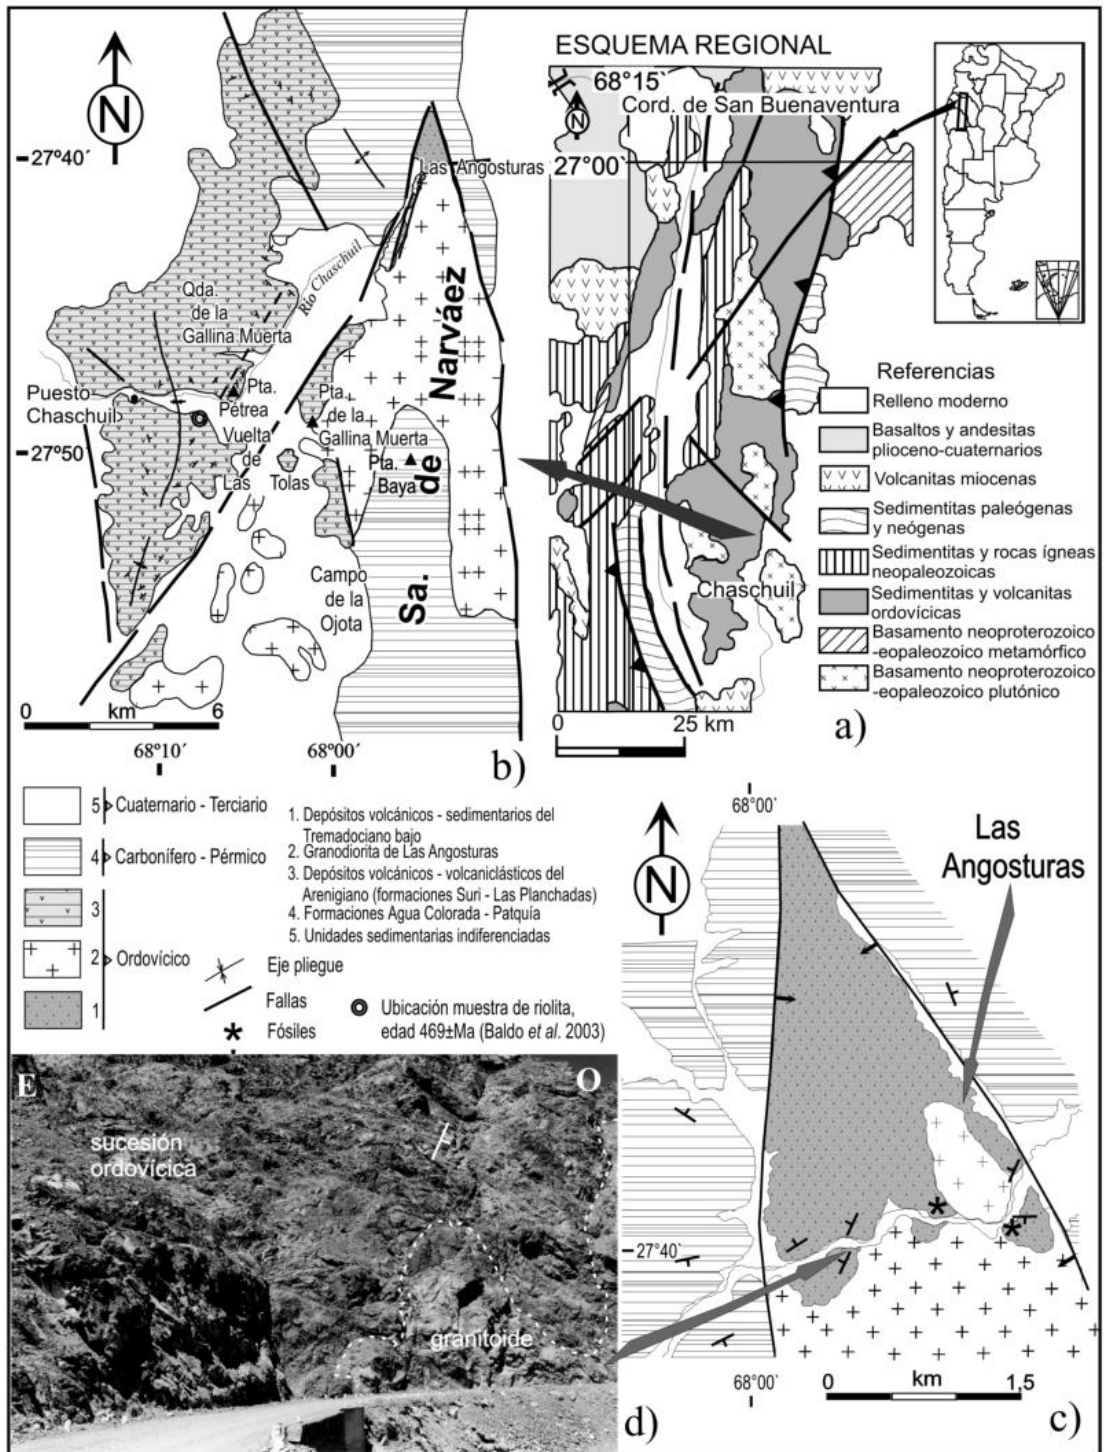 N
27º40´
Las Angosturas
Río Chaschuil
Qda.
de la
Gallina Muerta
Puesto
Chaschuil
Pta.
Pétrea
Vuelta
de
Las
Tolas
Pta.
de la
Gallina Muerta
Pta.
Baya
27º50´
Sa. de Narváez
Campo
de la
Ojota
0 km 6
68º10´
68º00´
b)
ESQUEMA REGIONAL
68°15´
Cord. de San Buenaventura
N
27°00´
Chaschuil
0 25 km
a)
Referencias
Relleno moderno
Basaltos y andesitas
plioceno-cuaternarios
Volcanitas miocenas
Sedimentitas paleógenas
y neógenas
Sedimentitas y rocas ígneas
neopaleozoicas
Sedimentitas y volcanitas
ordovícicas
Basamento neoproterozoico
-eopaleozoico metamórfico
Basamento neoproterozoico
-eopaleozoico plutónico
5 Cuaternario - Terciario
4 Carbonífero - Pérmico
3
2 Ordovícico
1
1. Depósitos volcánicos - sedimentarios del
Tremadociano bajo
2. Granodiorita de Las Angosturas
3. Depósitos volcánicos - volcaniclásticos del
Arenigiano (formaciones Suri - Las Planchadas)
4. Formaciones Agua Colorada - Patquía
5. Unidades sedimentarias indiferenciadas
Eje pliegue
Fallas
Fósiles
Ubicación muestra de riolita,
edad 469±Ma (Baldo et al. 2003)
68º00´
N
Las
Angosturas
27º40´
68º00´
0 km 1,5
c)
E
O
sucesión
ordovícica
granitoide
d)